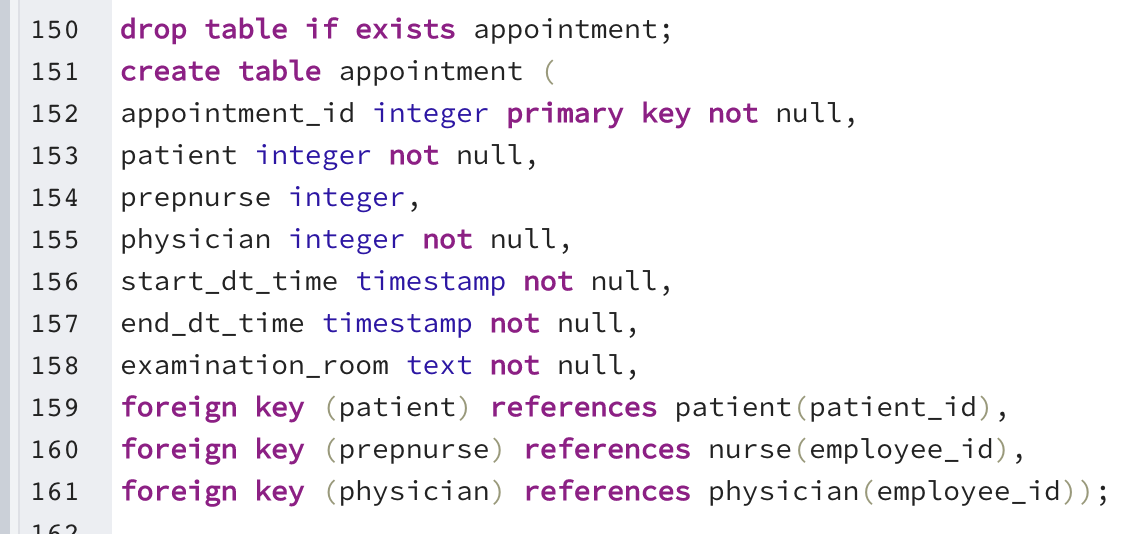 150 drop table if exists appointment;
151 create table appointment (
152 appointment_id integer primary key not null,
153 patient integer not null,
154 prepnurse integer,
155 physician integer not null,
156 start_dt_time timestamp not null,
157 end_dt_time timestamp not null,
158 examination_room text not null,
159 foreign key (patient) references patient(patient_id),
160 foreign key (prepnurse) references nurse(employee_id),
161 foreign key (physician) references physician(employee_id));
162